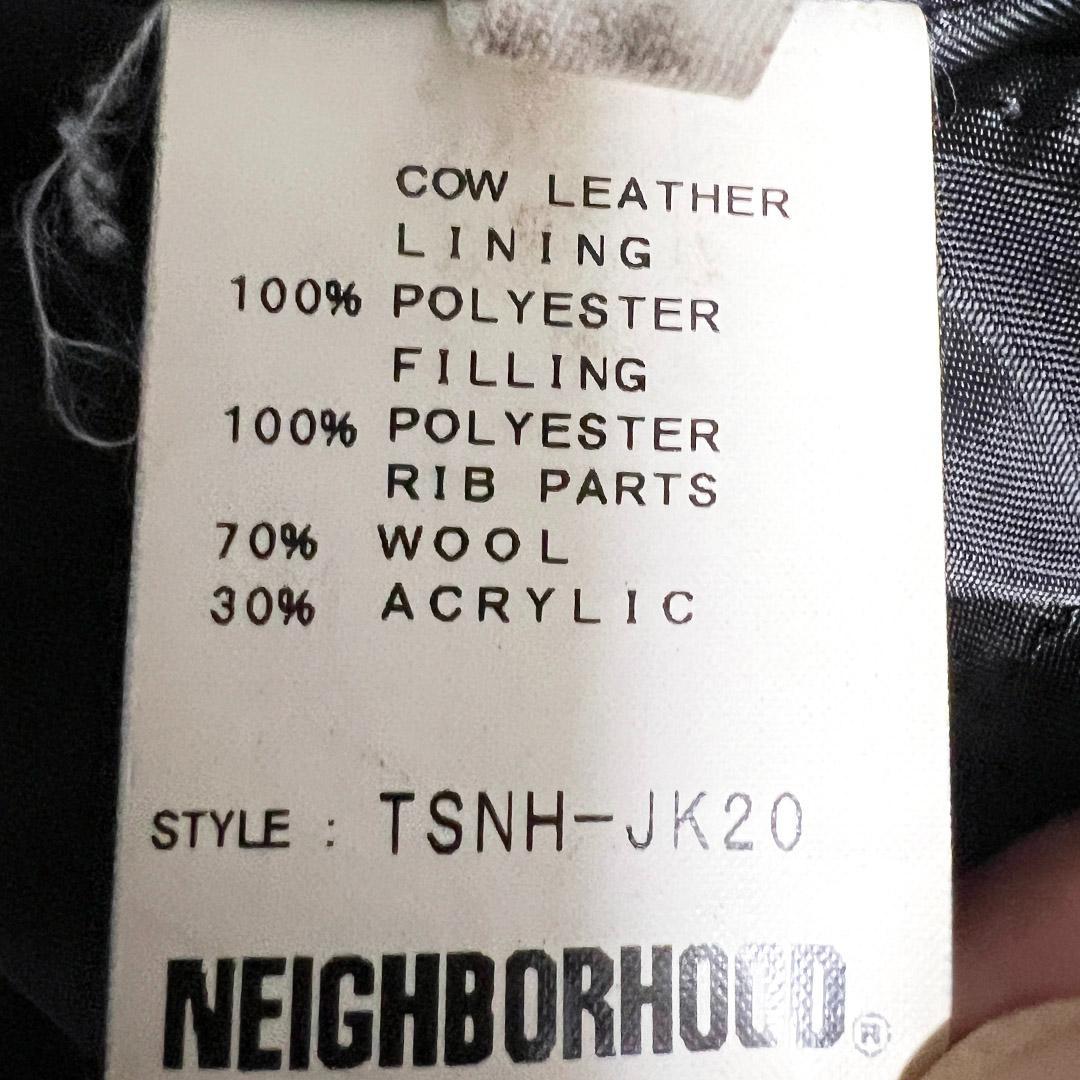 COW LEATHER
LINING
100% POLYESTER
FILLING
100% POLYESTER
RIB PARTS
70% WOOL
30% ACRYLIC
STYLE : TSNH-JK20
NEIGHBORHOOD®